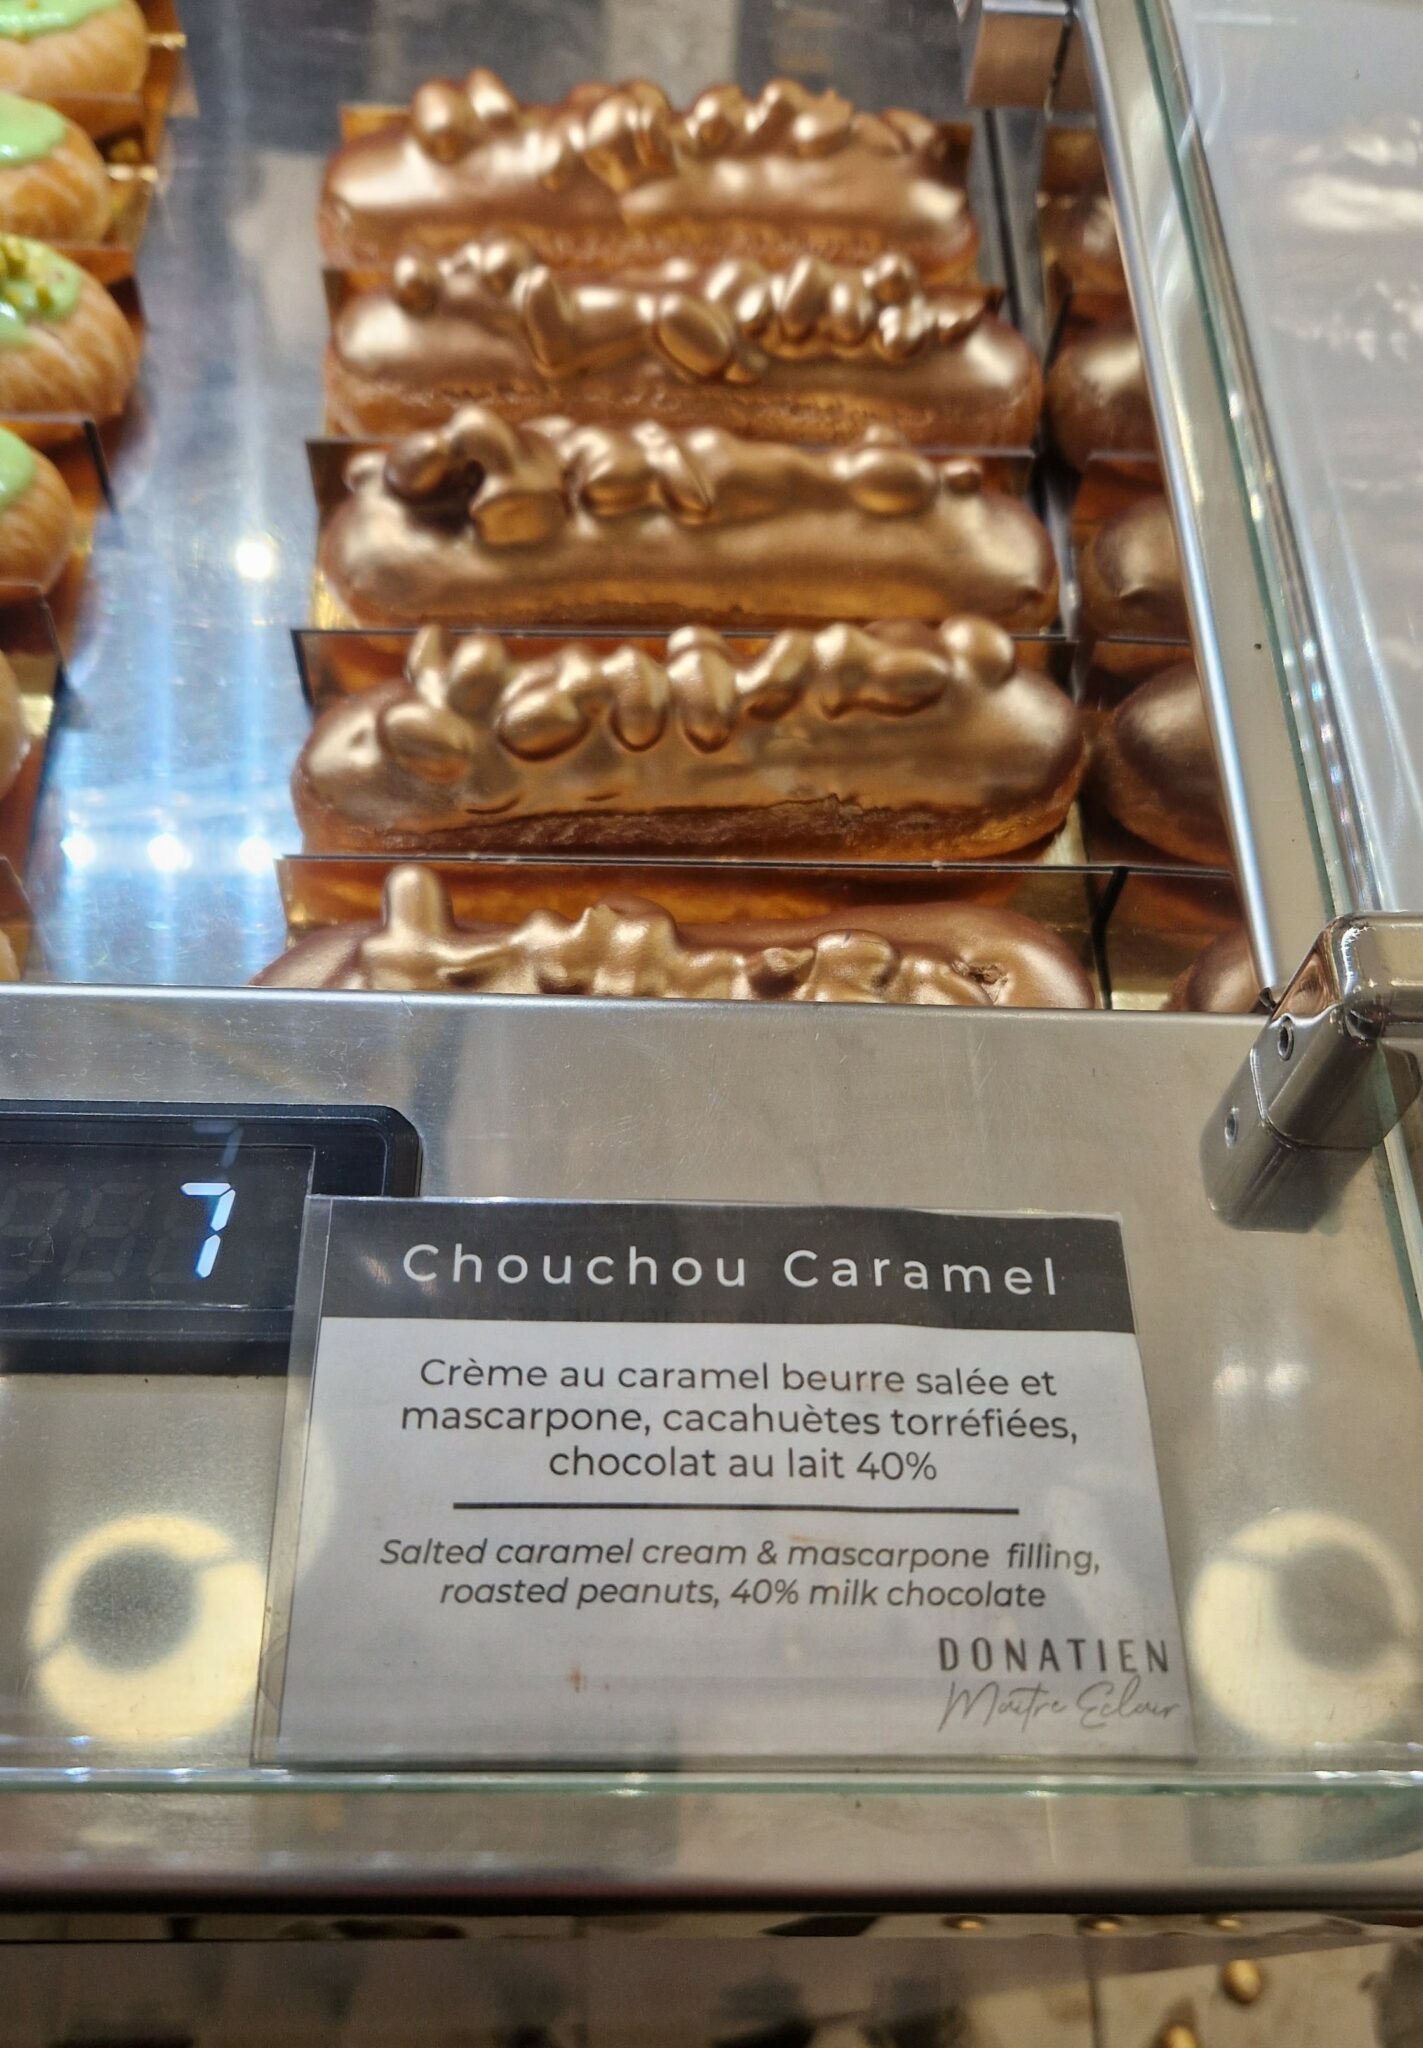 7
Chouchou Caramel
Crème au caramel beurre salée et
mascarpone, cacahuètes torréfiées,
chocolat au lait 40%
Salted caramel cream & mascarpone filling,
roasted peanuts, 40% milk chocolate
DONATIEN
Maître Eclair